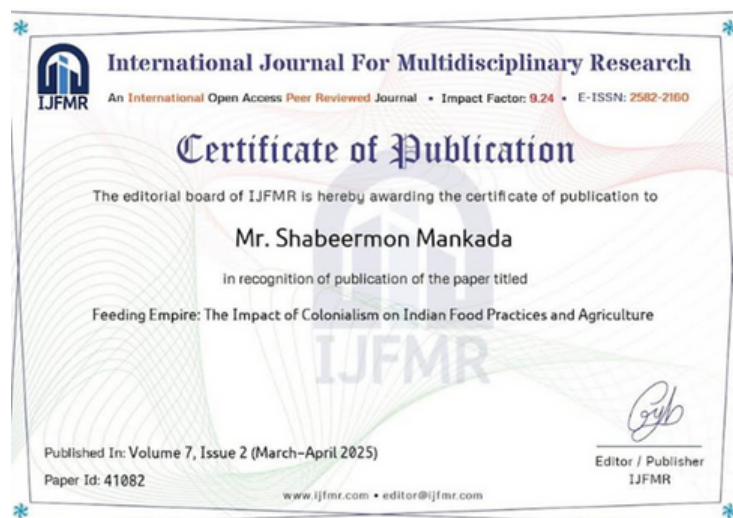 International Journal For Multidisciplinary Research
IJFMR
An International Open Access Peer Reviewed Journal • Impact Factor: 9.24 • E-ISSN: 2582-2160
Certificate of Publication
The editorial board of IJFMR is hereby awarding the certificate of publication to
Mr. Shabeermon Mankada
in recognition of publication of the paper titled
Feeding Empire: The Impact of Colonialism on Indian Food Practices and Agriculture
IJFMR
Published In: Volume 7, Issue 2 (March-April 2025)
Paper Id: 41082
Editor / Publisher
IJFMR
www.ijfmr.com • editor@ijfmr.com